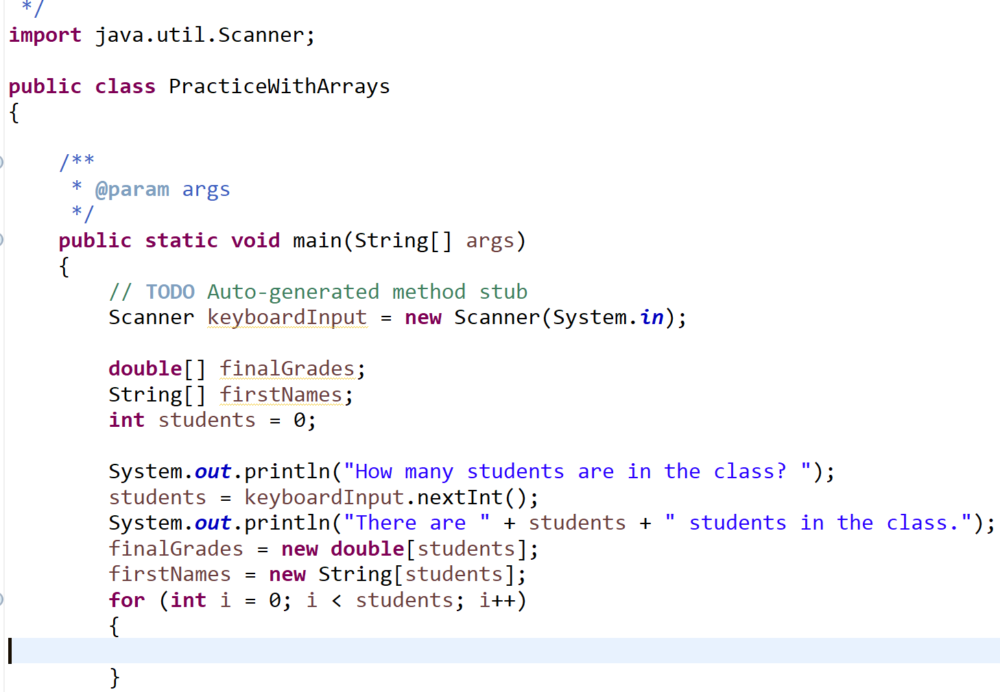 */
import java.util.Scanner;
public class PracticeWithArrays
{
/**
* @param args
*/
public static void main(String[] args)
{
// TODO Auto-generated method stub
Scanner keyboardInput = new Scanner(System.in);
double[] finalGrades;
String[] firstNames;
int students = 0;
System.out.println("How many students are in the class? ");
students = keyboardInput.nextInt();
System.out.println("There are " + students + " students in the class.");
finalGrades = new double[students];
firstNames = new String[students];
for (int i = 0; i < students; i++)
{
}